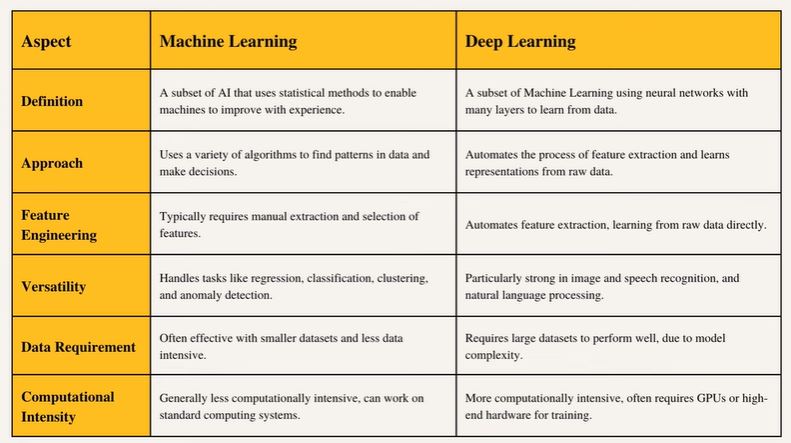 Aspect
Machine Learning
Deep Learning
Definition
A subset of AI that uses statistical methods to enable
machines to improve with experience.
A subset of Machine Learning using neural networks with
many layers to learn from data.
Approach
Uses a variety of algorithms to find patterns in data and
make decisions.
Automates the process of feature extraction and learns
representations from raw data.
Feature
Engineering
Typically requires manual extraction and selection of
features.
Automates feature extraction, learning from raw data directly.
Versatility
Handles tasks like regression, classification, clustering,
and anomaly detection.
Particularly strong in image and speech recognition, and
natural language processing.
Data Requirement
Often effective with smaller datasets and less data
intensive.
Requires large datasets to perform well, due to model
complexity.
Computational
Intensity
Generally less computationally intensive, can work on
standard computing systems.
More computationally intensive, often requires GPUs or high-
end hardware for training.